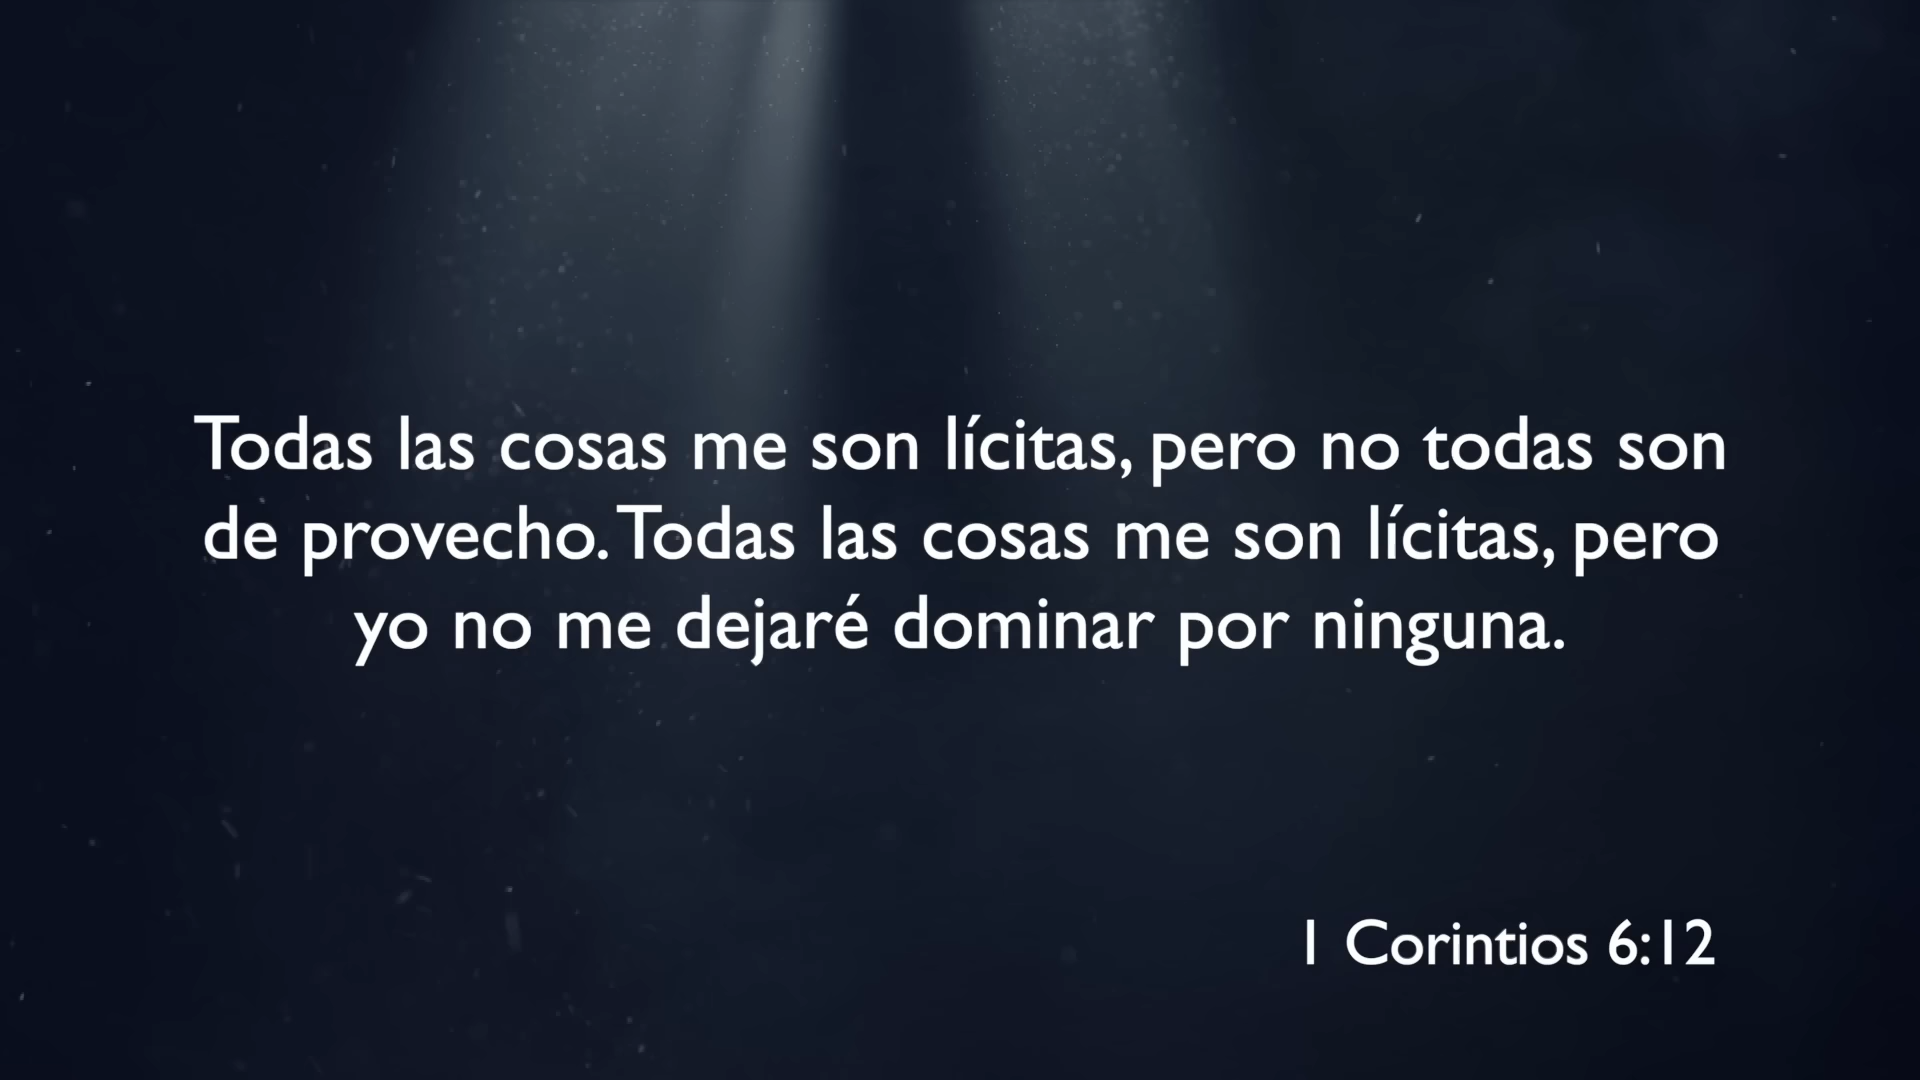 Todas las cosas me son lícitas, pero no todas son
de provecho. Todas las cosas me son lícitas, pero
yo no me dejaré dominar por ninguna.
1 Corintios 6:12